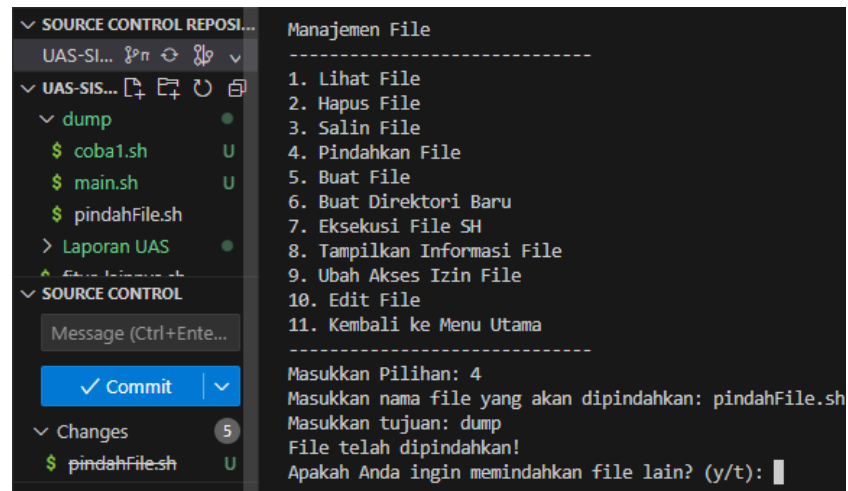 SOURCE CONTROL REPOSI...
UAS-SI...
UAS-SIS...
dump
$ coba1.sh U
$ main.sh U
$ pindahFile.sh
Laporan UAS
SOURCE CONTROL
Message (Ctrl+Ente...
Commit
Changes 5
$ pindahFile.sh U
Manajemen File
------------------------------
1. Lihat File
2. Hapus File
3. Salin File
4. Pindahkan File
5. Buat File
6. Buat Direktori Baru
7. Eksekusi File SH
8. Tampilkan Informasi File
9. Ubah Akses Izin File
10. Edit File
11. Kembali ke Menu Utama
------------------------------
Masukkan Pilihan: 4
Masukkan nama file yang akan dipindahkan: pindahFile.sh
Masukkan tujuan: dump
File telah dipindahkan!
Apakah Anda ingin memindahkan file lain? (y/t):